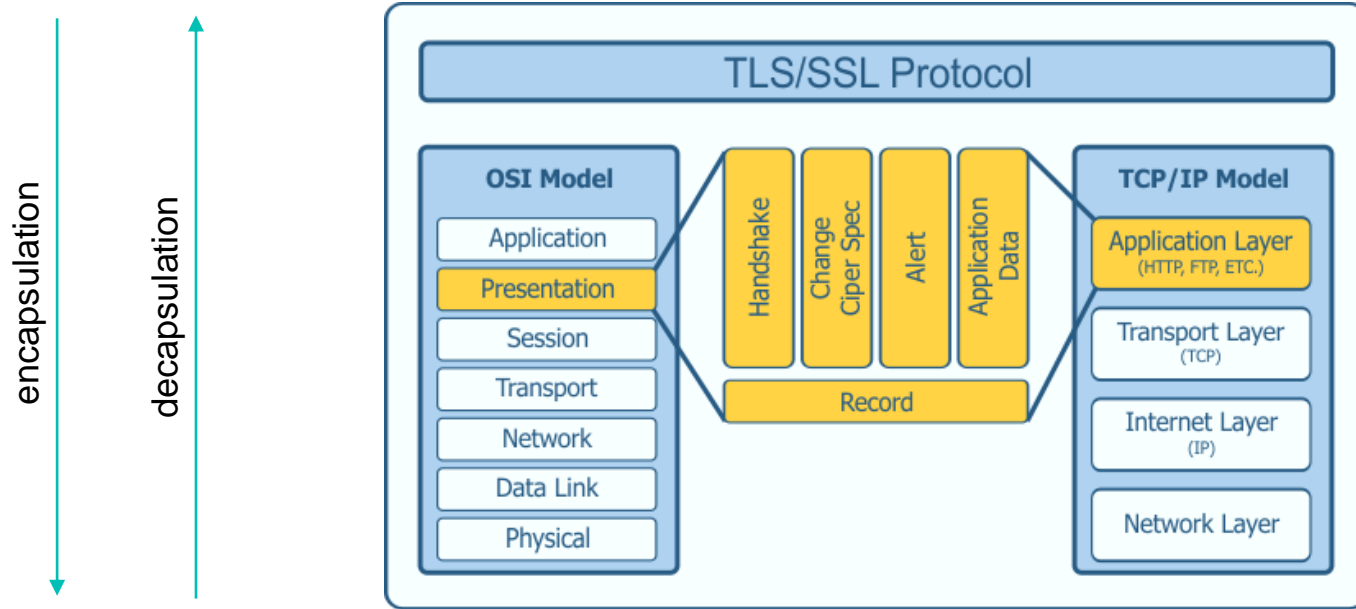 encapsulation
decapsulation
TLS/SSL Protocol
OSI Model
Application
Presentation
Session
Transport
Network
Data Link
Physical
Handshake
Change
Ciper Spec
Alert
Application
Data
Record
TCP/IP Model
Application Layer
(HTTP, FTP, ETC.)
Transport Layer
(TCP)
Internet Layer
(IP)
Network Layer